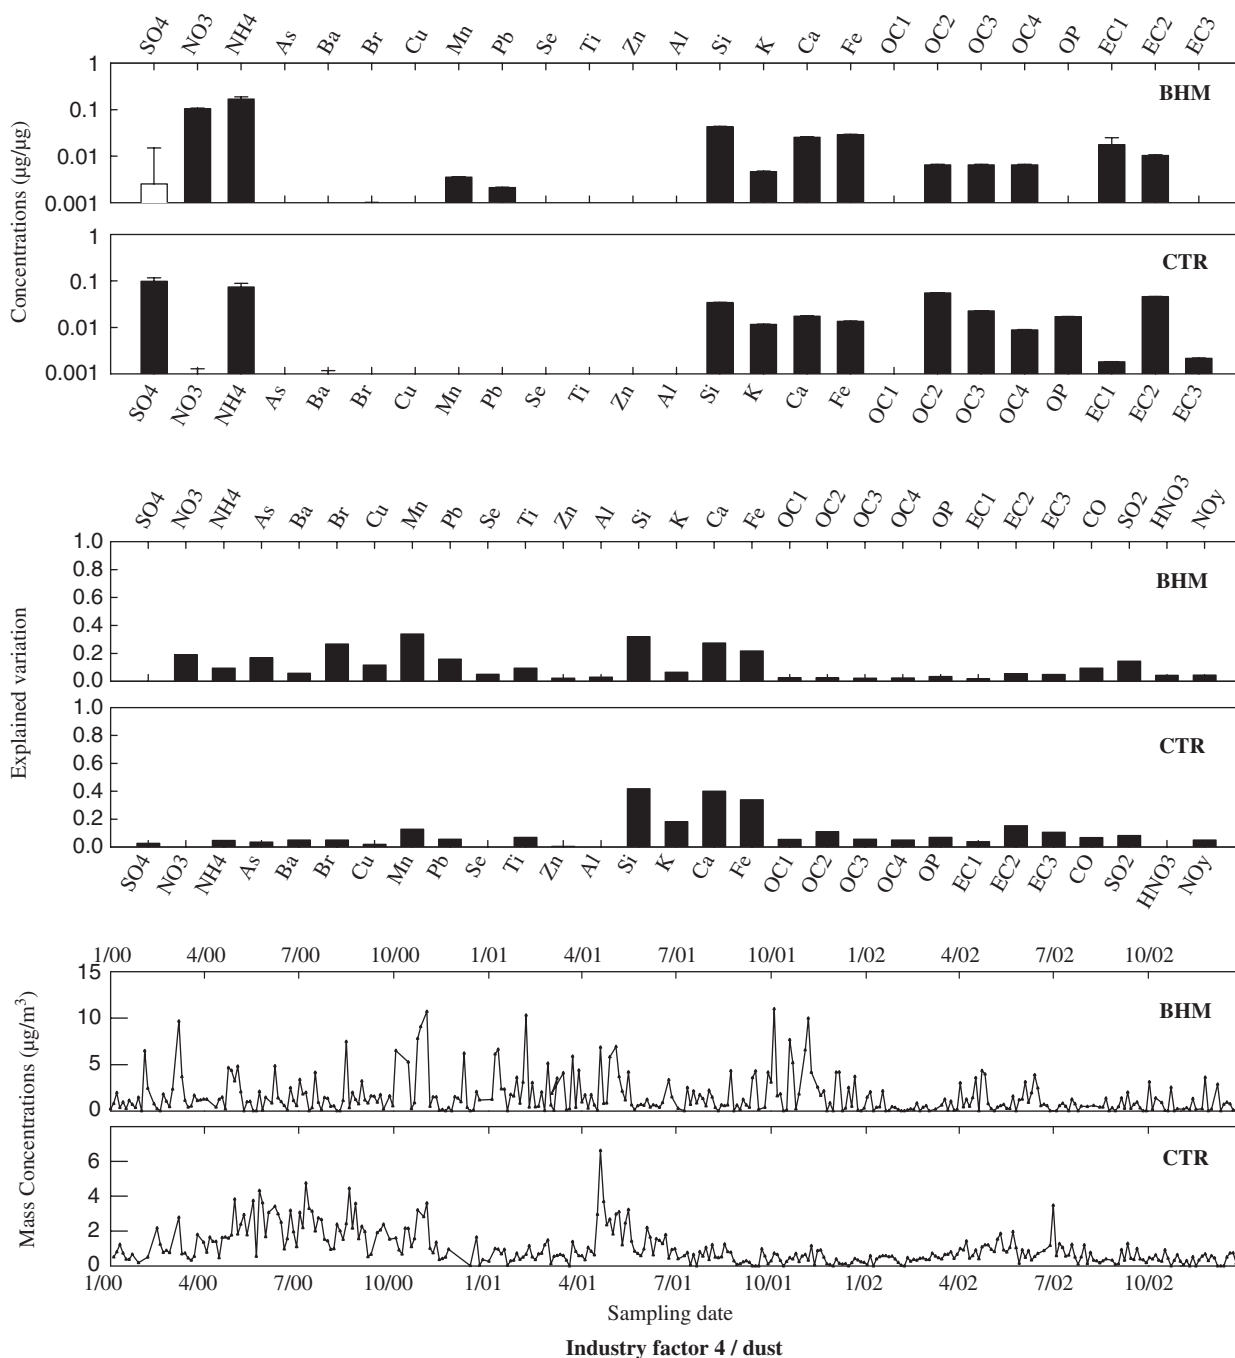 SO4 NO3 NH4 As Ba Br Cu Mn Pb Se Ti Zn Al Si K Ca Fe OC1 OC2 OC3 OC4 OP EC1 EC2 EC3
1
BHM
0.1
0.01
0.001
Concentrations (µg/µg)
1
CTR
0.1
0.01
0.001
SO4 NO3 NH4 As Ba Br Cu Mn Pb Se Ti Zn Al Si K Ca Fe OC1 OC2 OC3 OC4 OP EC1 EC2 EC3
SO4 NO3 NH4 As Ba Br Cu Mn Pb Se Ti Zn Al Si K Ca Fe OC1 OC2 OC3 OC4 OP EC1 EC2 EC3 CO SO2 HNO3 NOy
1.0
BHM
0.8
0.6
0.4
0.2
0.0
Explained variation
1.0
CTR
0.8
0.6
0.4
0.2
0.0
SO4 NO3 NH4 As Ba Br Cu Mn Pb Se Ti Zn Al Si K Ca Fe OC1 OC2 OC3 OC4 OP EC1 EC2 EC3 CO SO2 HNO3 NOy
1/00 4/00 7/00 10/00 1/01 4/01 7/01 10/01 1/02 4/02 7/02 10/02
15
BHM
10
5
0
Mass Concentrations (µg/m³)
CTR
6
4
2
0
1/00 4/00 7/00 10/00 1/01 4/01 7/01 10/01 1/02 4/02 7/02 10/02
Sampling date
Industry factor 4 / dust